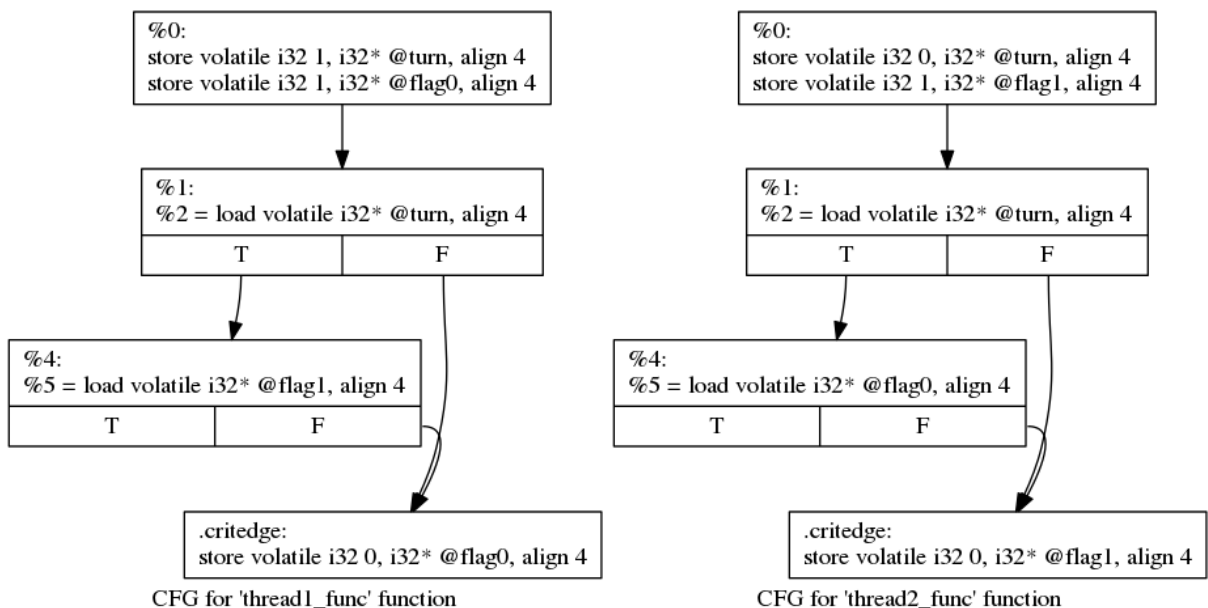 %0:
store volatile i32 1, i32* @turn, align 4
store volatile i32 1, i32* @flag0, align 4
%1:
%2 = load volatile i32* @turn, align 4
T
F
%4:
%5 = load volatile i32* @flag1, align 4
T
F
.critedge:
store volatile i32 0, i32* @flag0, align 4
CFG for 'thread1_func' function
%0:
store volatile i32 0, i32* @turn, align 4
store volatile i32 1, i32* @flag1, align 4
%1:
%2 = load volatile i32* @turn, align 4
T
F
%4:
%5 = load volatile i32* @flag0, align 4
T
F
.critedge:
store volatile i32 0, i32* @flag1, align 4
CFG for 'thread2_func' function